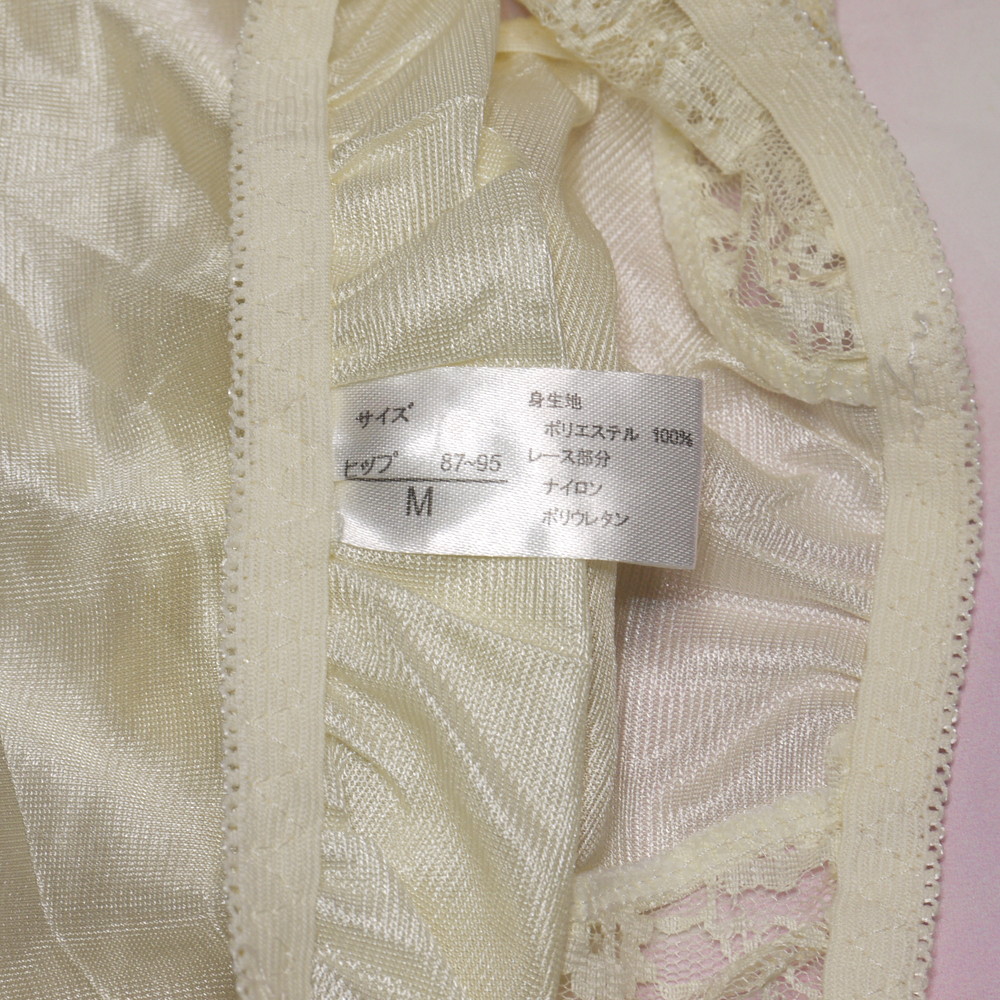 サイズ
ヒップ 87~95
M
身生地
ポリエステル 100%
レース部分
ナイロン
ポリウレタン